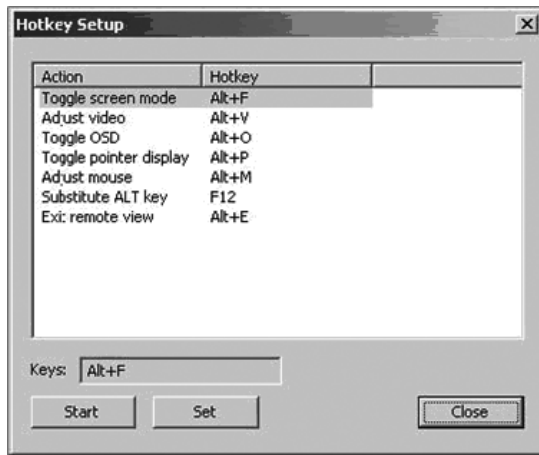 Hotkey Setup
Action Hotkey
Toggle screen mode Alt+F
Adjust video Alt+V
Toggle OSD Alt+O
Toggle pointer display Alt+P
Adjust mouse Alt+M
Substitute ALT key F12
Exit remote view Alt+E
Keys: Alt+F
Start Set Close